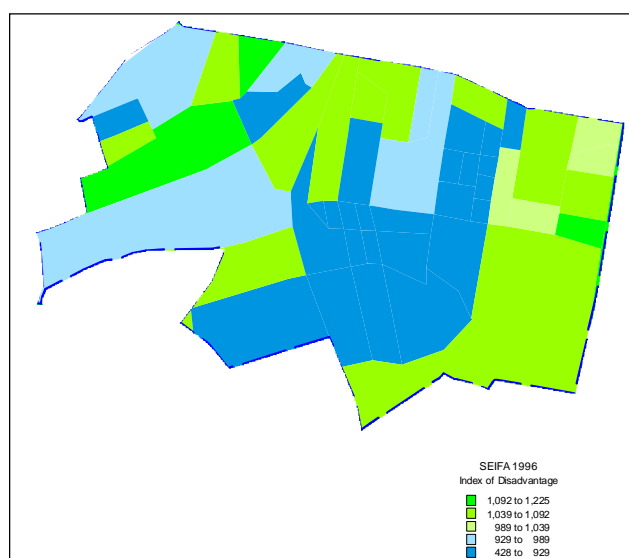 SEIFA 1996
Index of Disadvantage
1,092 to 1,225
1,039 to 1,092
989 to 1,039
929 to 989
428 to 929